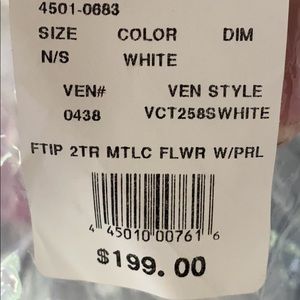 4501-0683
SIZE COLOR DIM
N/S WHITE
VEN# VEN STYLE
0438 VCT258SWHITE
FTIP 2TR MTLC FLWR W/PRL
4 45010 00761 6
$199.00